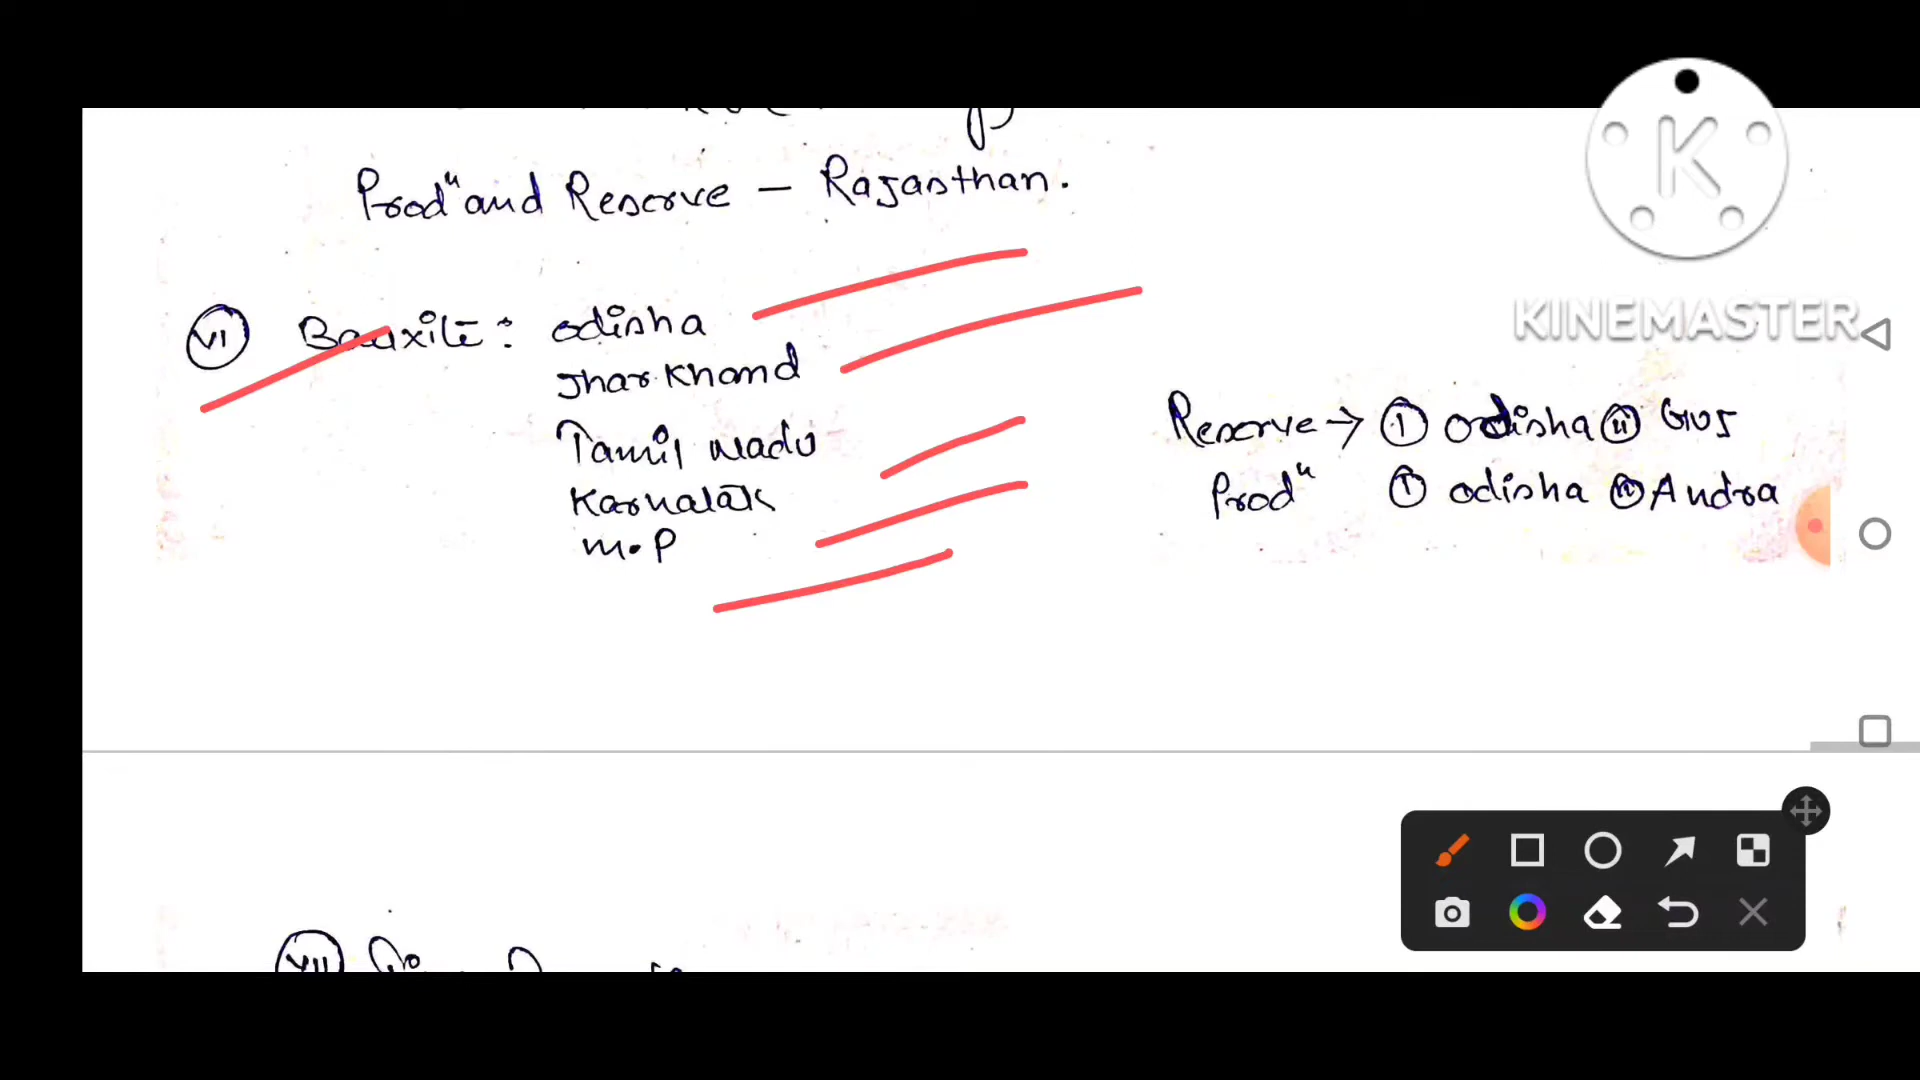 Prodⁿ and Reserve – Rajasthan.
K
KINEMASTER
VI Bauxite : odisha
Jharkhand
Tamil Nadu
Karnatak
M.P
Reserve → I odisha II Guj
Prodⁿ I odisha II Andra
VII